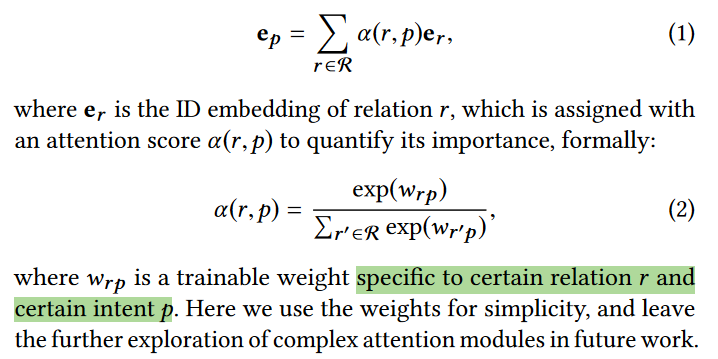 e_p = ∑_{r∈ℛ} α(r, p)e_r, (1)
where e_r is the ID embedding of relation r, which is assigned with
an attention score α(r, p) to quantify its importance, formally:
α(r, p) = exp(w_{rp}) / ∑_{r'∈ℛ} exp(w_{r'p}), (2)
where w_{rp} is a trainable weight specific to certain relation r and
certain intent p. Here we use the weights for simplicity, and leave
the further exploration of complex attention modules in future work.